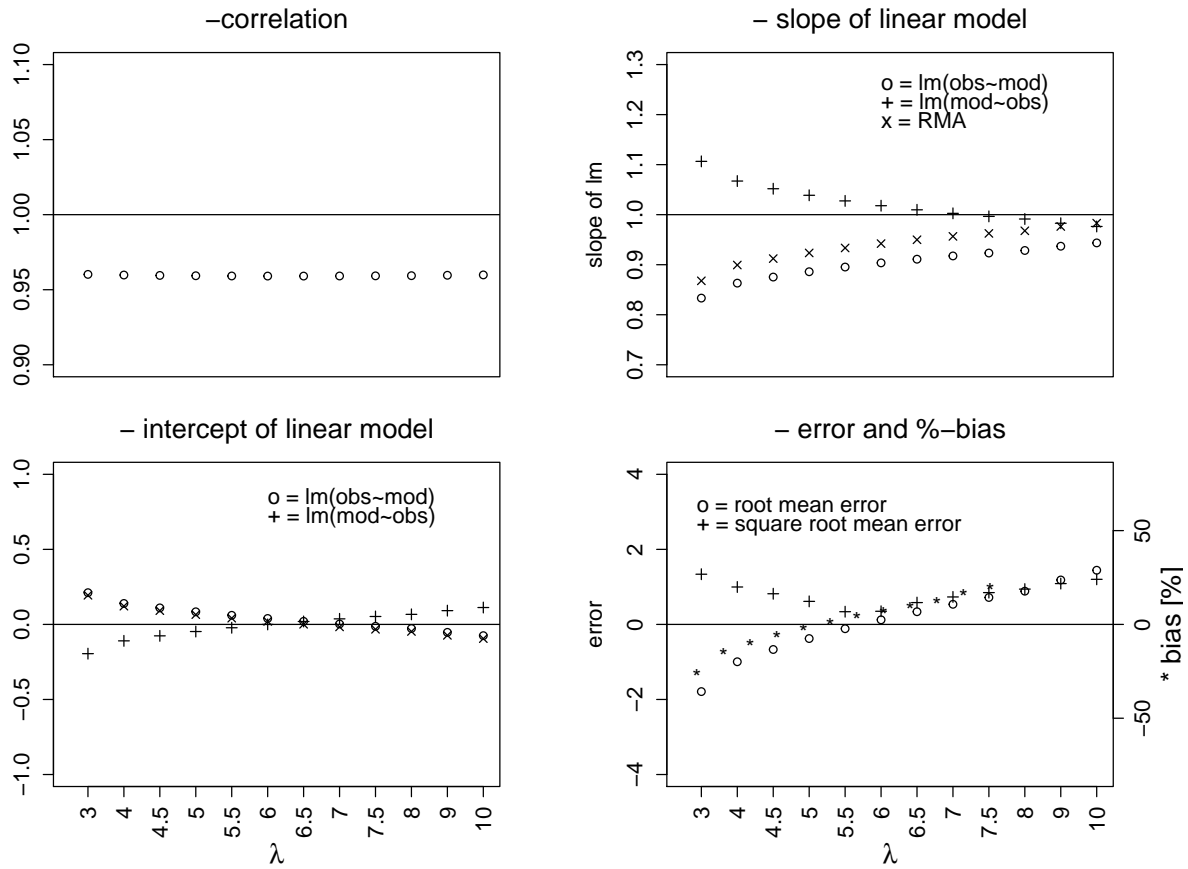 −correlation
1.10
1.05
1.00
0.95
0.90
− slope of linear model
slope of lm
1.3
1.2
1.1
1.0
0.9
0.8
0.7
o = lm(obs~mod)
+ = lm(mod~obs)
x = RMA
− intercept of linear model
1.0
0.5
0.0
−0.5
−1.0
o = lm(obs~mod)
+ = lm(mod~obs)
3 4 4.5 5 5.5 6 6.5 7 7.5 8 9 10
λ
− error and %−bias
error
4
2
0
−2
−4
o = root mean error
+ = square root mean error
50
0
−50
* bias [%]
3 4 4.5 5 5.5 6 6.5 7 7.5 8 9 10
λ